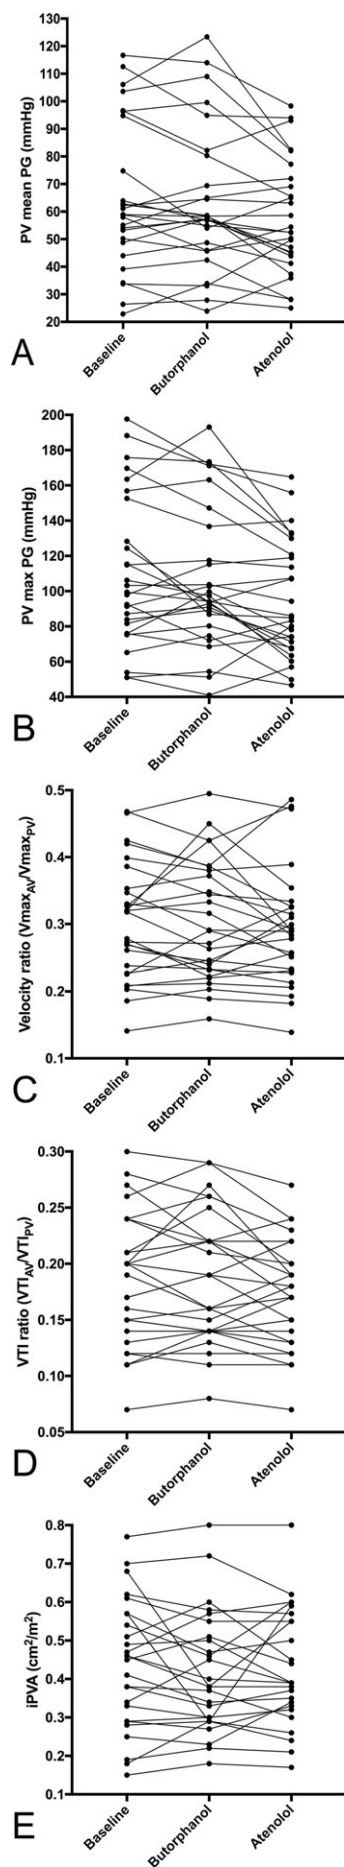 PV mean PG (mmHg)
130
120
110
100
90
80
70
60
50
40
30
20
Baseline
Butorphanol
Atenolol
A
PV max PG (mmHg)
200
180
160
140
120
100
80
60
40
Baseline
Butorphanol
Atenolol
B
Velocity ratio (VmaxAV/VmaxPV)
0.5
0.4
0.3
0.2
0.1
Baseline
Butorphanol
Atenolol
C
VTI ratio (VTIAV/VTIPV)
0.30
0.25
0.20
0.15
0.10
0.05
Baseline
Butorphanol
Atenolol
D
iPVA (cm²/m²)
0.8
0.7
0.6
0.5
0.4
0.3
0.2
0.1
Baseline
Butorphanol
Atenolol
E